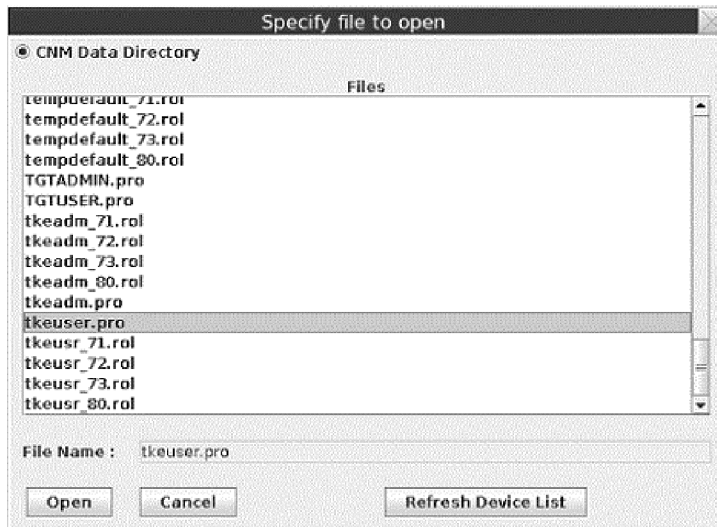 Specify file to open
CNM Data Directory
Files
tempdefault_71.rol
tempdefault_72.rol
tempdefault_73.rol
tempdefault_80.rol
TGTADMIN.pro
TGTUSER.pro
tkeadm_71.rol
tkeadm_72.rol
tkeadm_73.rol
tkeadm_80.rol
tkeadm.pro
tkeuser.pro
tkeusr_71.rol
tkeusr_72.rol
tkeusr_73.rol
tkeusr_80.rol
File Name : tkeuser.pro
Open Cancel Refresh Device List